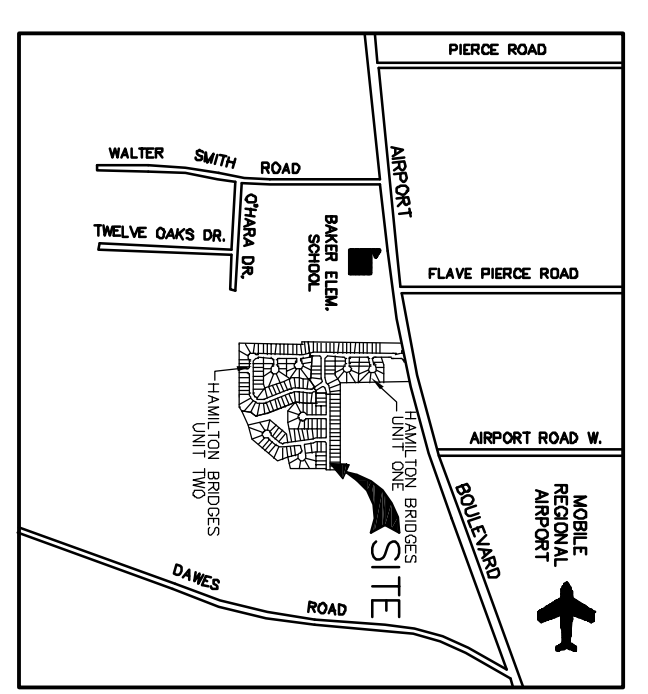 PIERCE ROAD
WALTER SMITH ROAD
AIRPORT
O'HARA DR.
TWELVE OAKS DR.
BAKER ELEM.
SCHOOL
FLAVE PIERCE ROAD
HAMILTON BRIDGES
UNIT ONE
HAMILTON BRIDGES
UNIT TWO
AIRPORT ROAD W.
BOULEVARD
MOBILE
REGIONAL
AIRPORT
SITE
DAWES ROAD